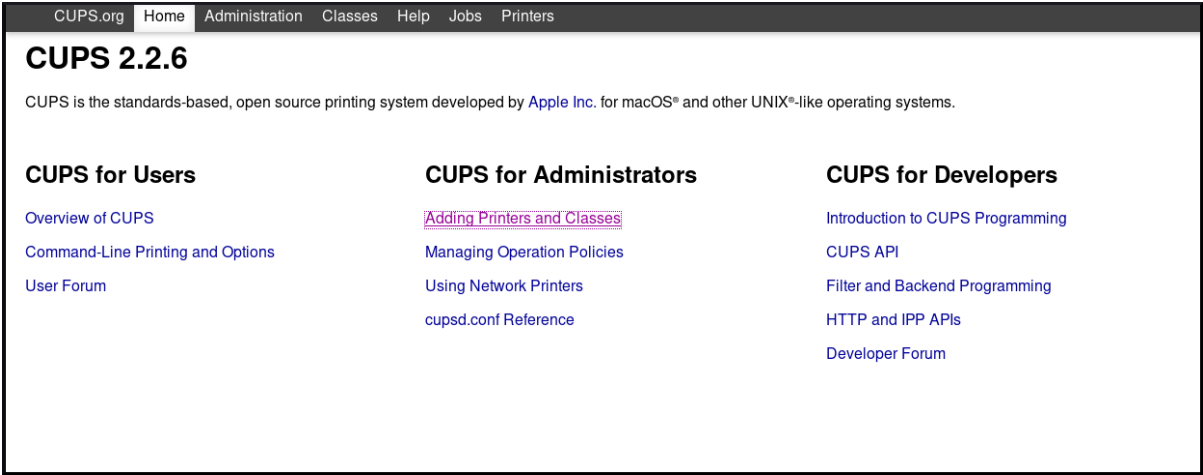 CUPS.org Home Administration Classes Help Jobs Printers
CUPS 2.2.6
CUPS is the standards-based, open source printing system developed by Apple Inc. for macOS® and other UNIX®-like operating systems.
CUPS for Users
Overview of CUPS
Command-Line Printing and Options
User Forum
CUPS for Administrators
Adding Printers and Classes
Managing Operation Policies
Using Network Printers
cupsd.conf Reference
CUPS for Developers
Introduction to CUPS Programming
CUPS API
Filter and Backend Programming
HTTP and IPP APIs
Developer Forum